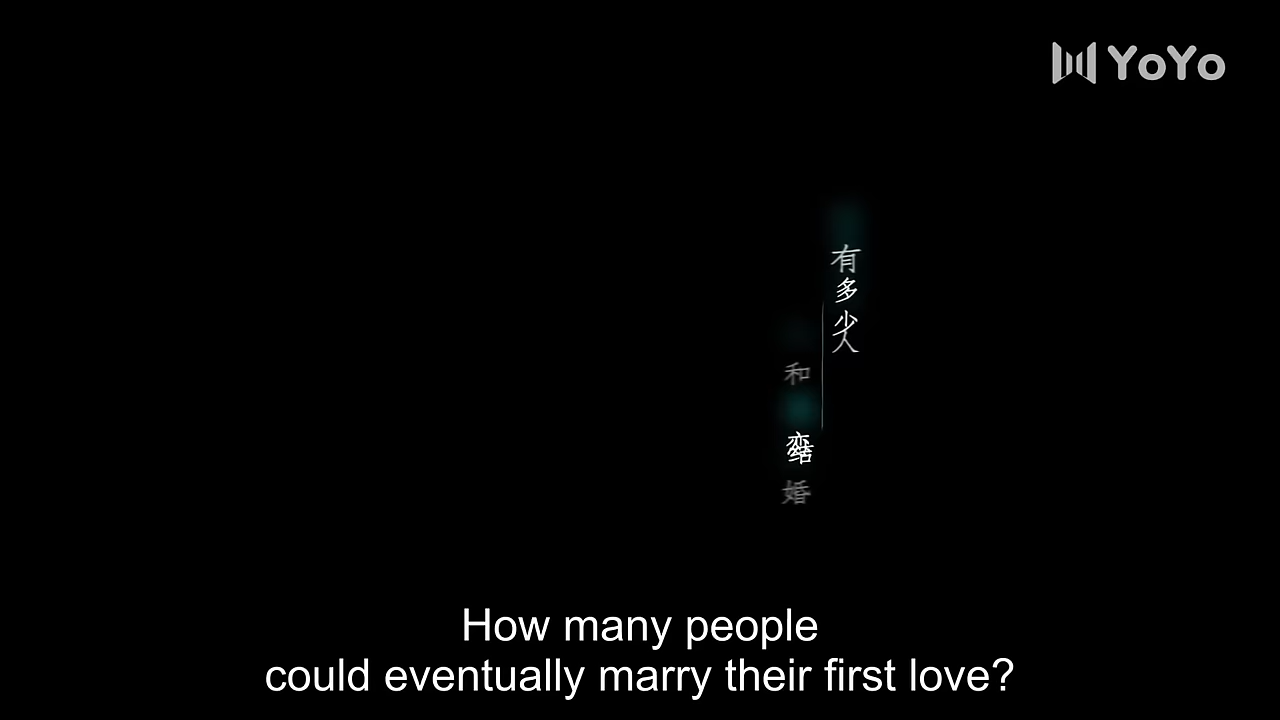 YoYo
有多少人
和
婚
How many people
could eventually marry their first love?